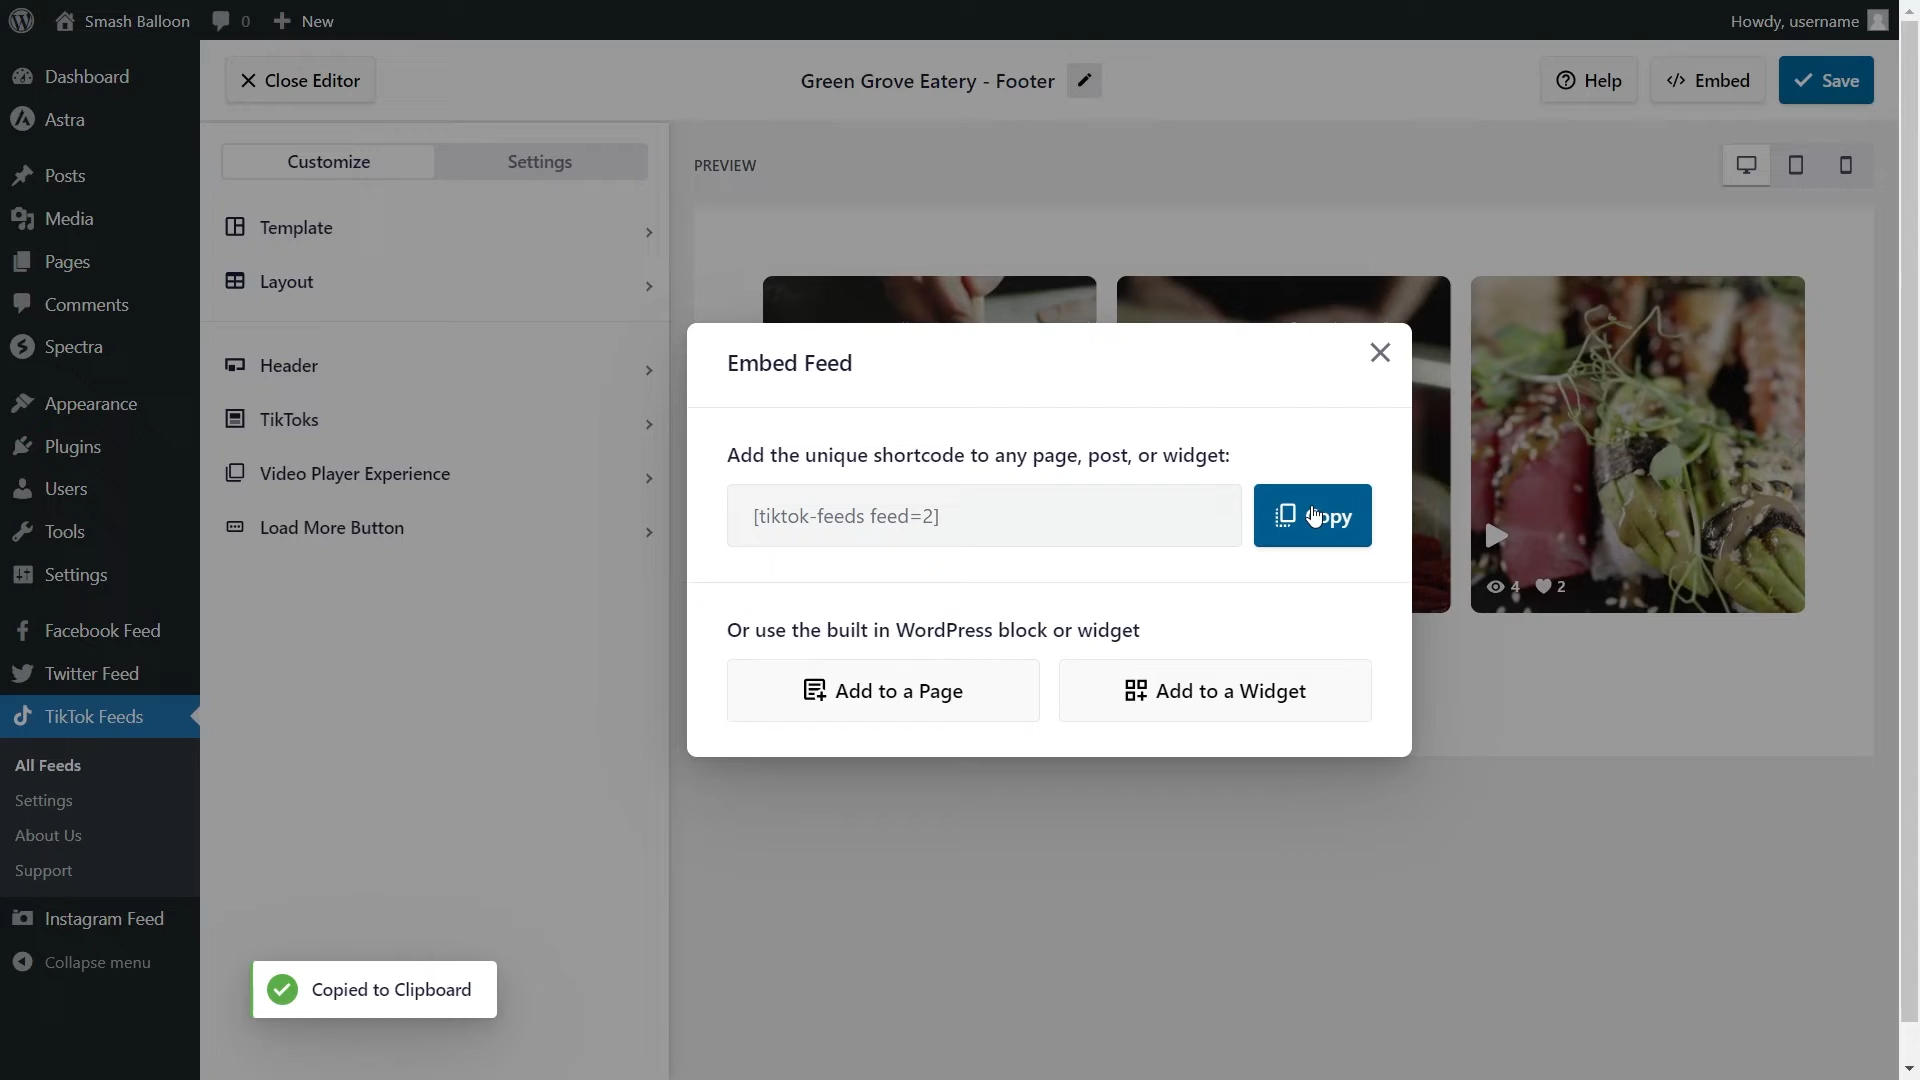 Smash Balloon
0
New
Howdy, username
Dashboard
Astra
Posts
Media
Pages
Comments
Spectra
Appearance
Plugins
Users
Tools
Settings
Facebook Feed
Twitter Feed
TikTok Feeds
All Feeds
Settings
About Us
Support
Instagram Feed
Collapse menu
Close Editor
Green Grove Eatery - Footer
Help
Embed
Save
Customize
Settings
Template
Layout
Header
TikToks
Video Player Experience
Load More Button
PREVIEW
4
2
Embed Feed
Add the unique shortcode to any page, post, or widget:
[tiktok-feeds feed=2]
Copy
Or use the built in WordPress block or widget
Add to a Page
Add to a Widget
Copied to Clipboard